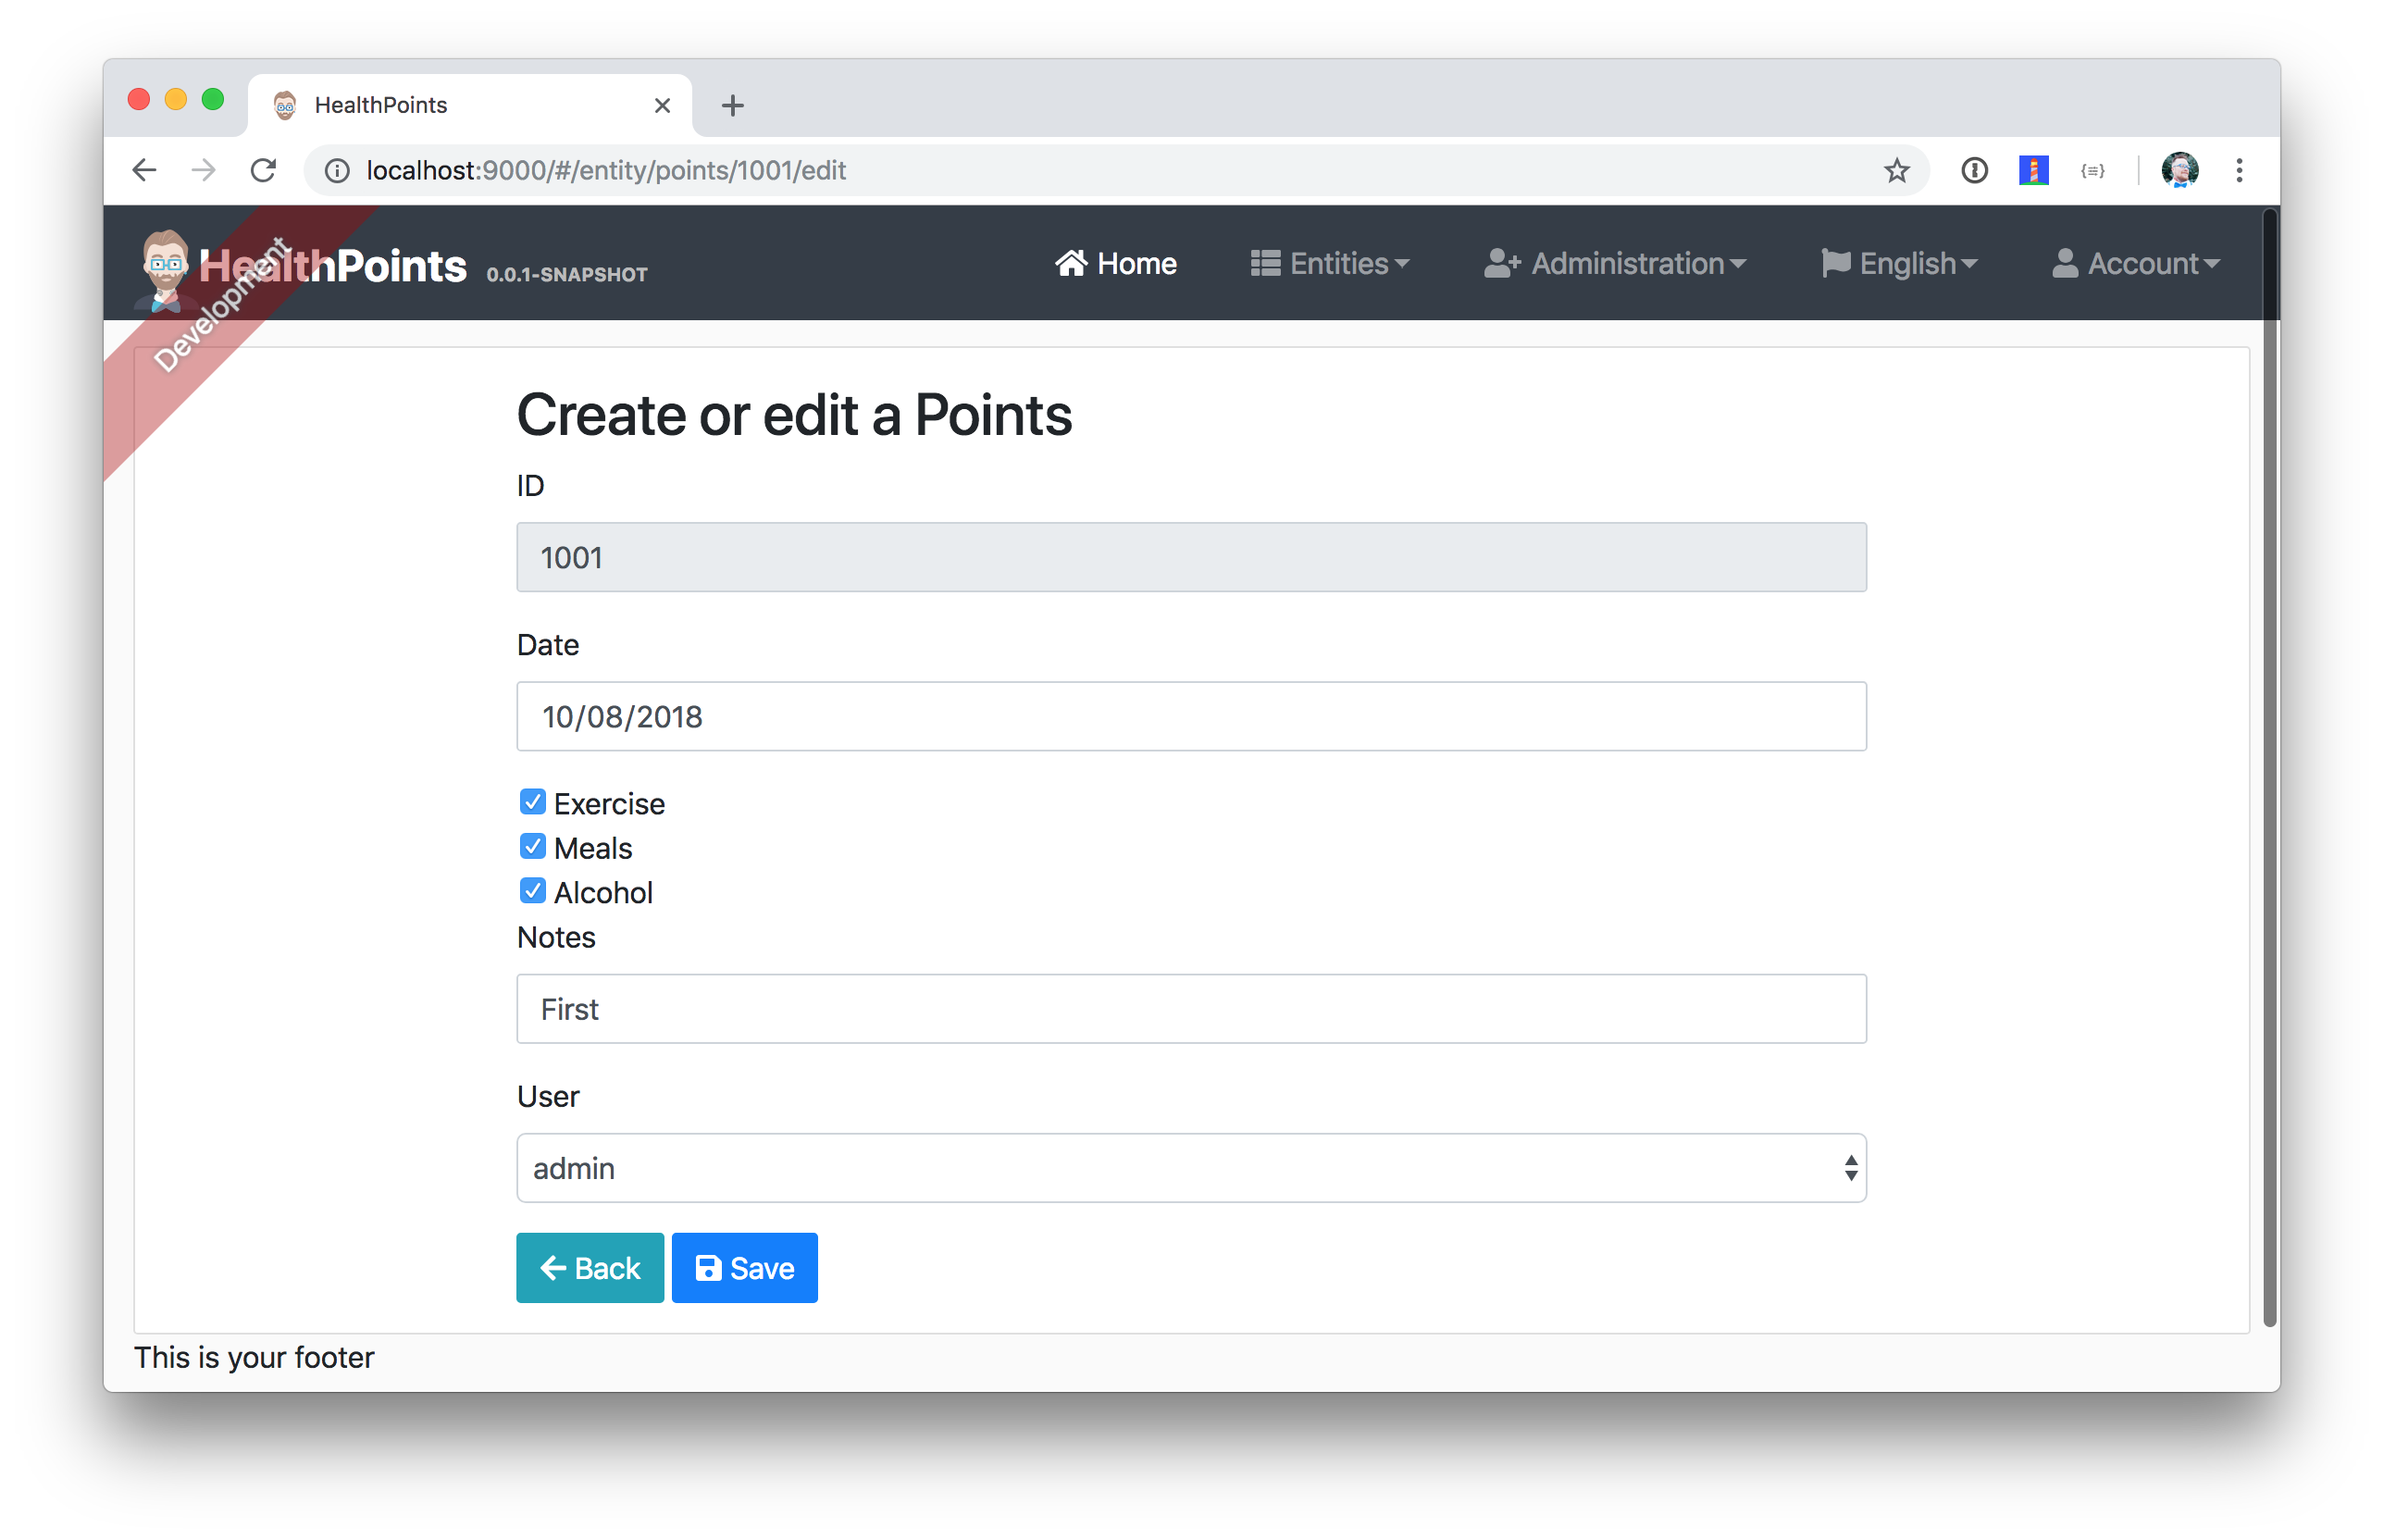 HealthPoints
localhost:9000/#/entity/points/1001/edit
HealthPoints 0.0.1-SNAPSHOT
Home Entities Administration English Account
Development
Create or edit a Points
ID
1001
Date
10/08/2018
Exercise
Meals
Alcohol
Notes
First
User
admin
Back Save
This is your footer